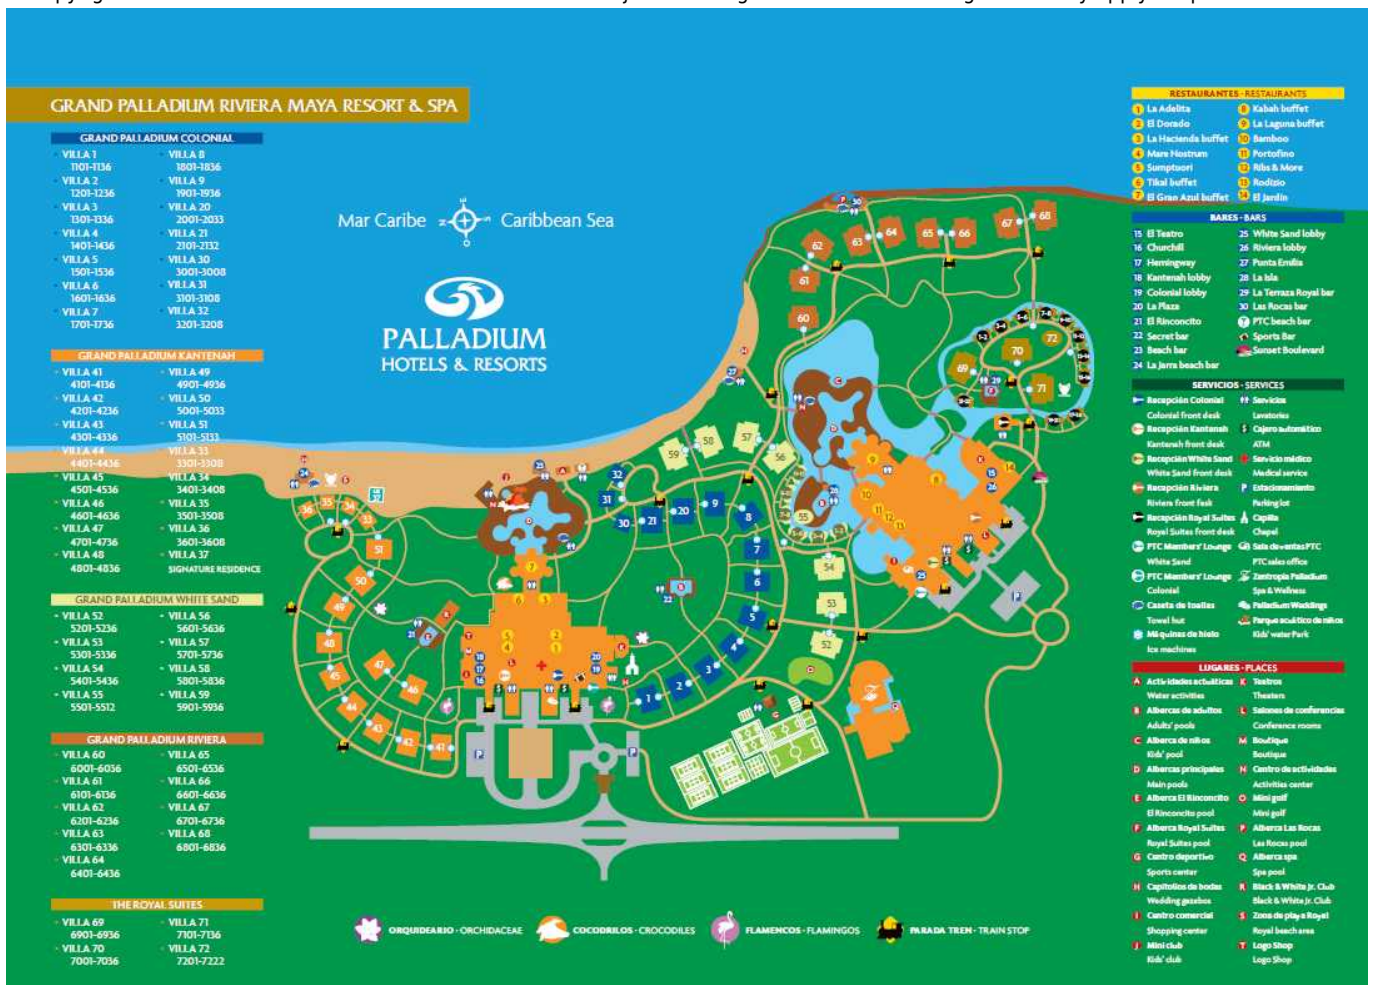 GRAND PALLADIUM RIVIERA MAYA RESORT & SPA
GRAND PALLADIUM COLONIAL
VILLA 1
1101-1136
VILLA 2
1201-1236
VILLA 3
1301-1336
VILLA 4
1401-1436
VILLA 5
1501-1536
VILLA 6
1601-1636
VILLA 7
1701-1736
VILLA 8
1801-1836
VILLA 9
1901-1936
VILLA 20
2001-2033
VILLA 21
2101-2132
VILLA 30
3001-3008
VILLA 31
3101-3108
VILLA 32
3201-3208
GRAND PALLADIUM KANTENAH
VILLA 41
4101-4136
VILLA 42
4201-4236
VILLA 43
4301-4336
VILLA 44
4401-4436
VILLA 45
4501-4536
VILLA 46
4601-4636
VILLA 47
4701-4736
VILLA 48
4801-4836
VILLA 49
4901-4936
VILLA 50
5001-5033
VILLA 51
5101-5133
VILLA 33
3301-3308
VILLA 34
3401-3408
VILLA 35
3501-3508
VILLA 36
3601-3608
VILLA 37
SIGNATURE RESIDENCE
GRAND PALLADIUM WHITE SAND
VILLA 52
5201-5236
VILLA 53
5301-5336
VILLA 54
5401-5436
VILLA 55
5501-5512
VILLA 56
5601-5636
VILLA 57
5701-5736
VILLA 58
5801-5836
VILLA 59
5901-5936
GRAND PALLADIUM RIVIERA
VILLA 60
6001-6036
VILLA 61
6101-6136
VILLA 62
6201-6236
VILLA 63
6301-6336
VILLA 64
6401-6436
VILLA 65
6501-6536
VILLA 66
6601-6636
VILLA 67
6701-6736
VILLA 68
6801-6836
THE ROYAL SUITES
VILLA 69
6901-6936
VILLA 70
7001-7036
VILLA 71
7101-7136
VILLA 72
7201-7222
Mar Caribe
Caribbean Sea
PALLADIUM
HOTELS & RESORTS
RESTAURANTES · RESTAURANTS
1 La Adelita
2 El Dorado
3 La Hacienda buffet
4 Mare Nostrum
5 Sumptuori
6 Tikal buffet
7 El Gran Azul buffet
8 Kabah buffet
9 La Laguna buffet
10 Bamboo
11 Portofino
12 Ribs & More
13 Rodizio
14 El Jardín
BARES · BARS
15 El Teatro
16 Churchill
17 Hemingway
18 Kantenah lobby
19 Colonial lobby
20 La Plaza
21 El Rinconcito
22 Secret bar
23 Beach bar
24 La Jarra beach bar
25 White Sand lobby
26 Riviera lobby
27 Punta Emilia
28 La Isla
29 La Terraza Royal bar
30 Las Rocas bar
PTC beach bar
Sports Bar
Sunset Boulevard
SERVICIOS · SERVICES
Recepción Colonial
Colonial front desk
Recepción Kantenah
Kantenah front desk
Recepción White Sand
White Sand front desk
Recepción Riviera
Riviera front fesk
Recepción Royal Suites
Royal Suites front desk
PTC Members' Lounge
White Sand
PTC Members' Lounge
Colonial
Caseta de toallas
Towel hut
Máquinas de hielo
Ice machines
Servicios
Lavatories
Cajero automático
ATM
Servicio médico
Medical service
Estacionamiento
Parking lot
Capilla
Chapel
Sala de ventas PTC
PTC sales office
Zentropia Palladium
Spa & Wellness
Palladium Weddings
Parque acuático de niños
Kids' water Park
LUGARES · PLACES
A Actividades acuáticas
Water activities
B Albercas de adultos
Adults' pools
C Alberca de niños
Kids' pool
D Albercas principales
Main pools
E Alberca El Rinconcito
El Rinconcito pool
F Alberca Royal Suites
Royal Suites pool
G Centro deportivo
Sports center
H Capitolios de bodas
Wedding gazebos
I Centro comercial
Shopping center
J Mini club
Kids' club
K Teatros
Theaters
L Salones de conferencias
Conference rooms
M Boutique
Boutique
N Centro de actividades
Activities center
O Mini golf
Mini golf
P Alberca Las Rocas
Las Rocas pool
Q Alberca spa
Spa pool
R Black & White Jr. Club
Black & White Jr. Club
S Zona de playa Royal
Royal beach area
T Logo Shop
Logo Shop
ORQUIDEARIO · ORCHIDACEAE
COCODRILOS · CROCODILES
FLAMENCOS · FLAMINGOS
PARADA TREN · TRAIN STOP